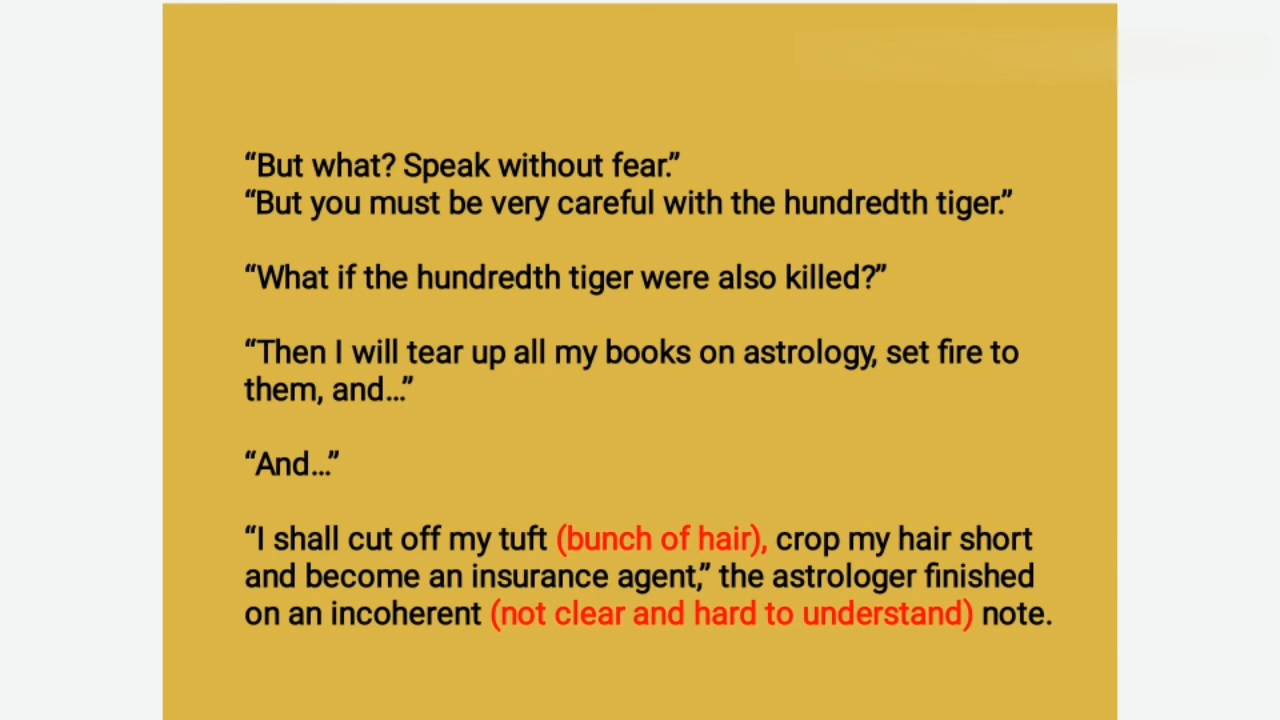 “But what? Speak without fear.”
“But you must be very careful with the hundredth tiger.”
“What if the hundredth tiger were also killed?”
“Then I will tear up all my books on astrology, set fire to
them, and...”
“And...”
“I shall cut off my tuft (bunch of hair), crop my hair short
and become an insurance agent,” the astrologer finished
on an incoherent (not clear and hard to understand) note.